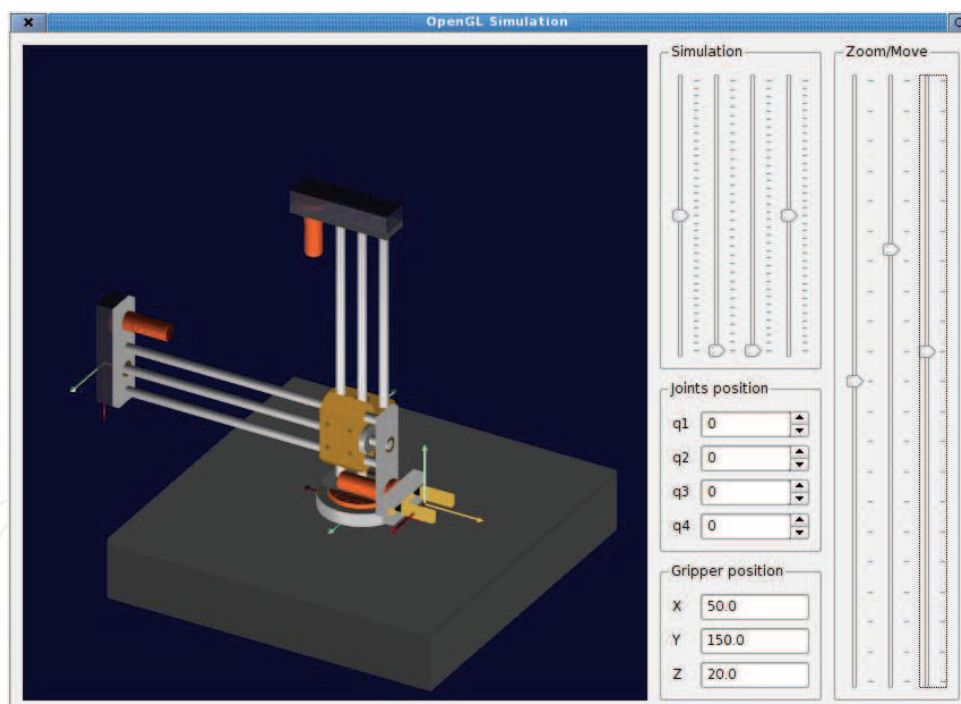 OpenGL Simulation
Simulation
Zoom/Move
Joints position
q1 0
q2 0
q3 0
q4 0
Gripper position
X 50.0
Y 150.0
Z 20.0